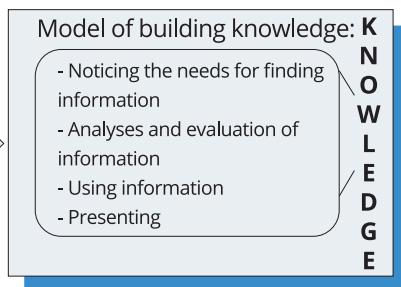 Model of building knowledge:
- Noticing the needs for finding
information
- Analyses and evaluation of
information
- Using information
- Presenting
K
N
O
W
L
E
D
G
E